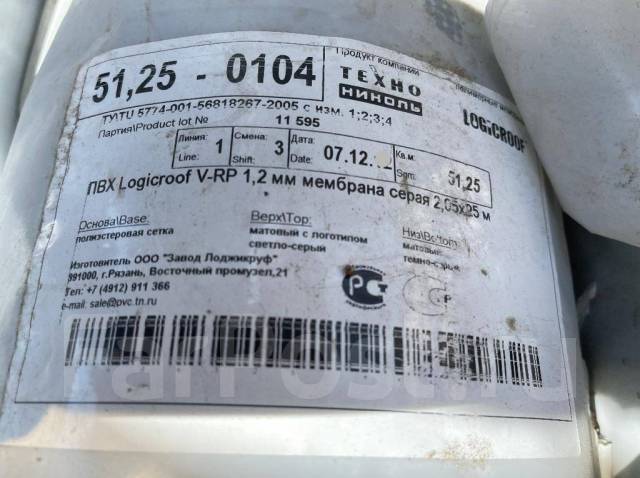 51,25 - 0104
Продукт компании
ТЕХНО
НИКОЛЬ
LOGICROOF
ТУ\TU 5774-001-56818267-2005 с изм. 1;2;3;4
Партия\Product lot № 11 595
Линия: Line: 1 Смена: Shift: 3 Дата: Date: 07.12. Кв.м: Sqm: 51,25
ПВХ Logicroof V-RP 1,2 мм мембрана серая 2,05x25 м
Основа\Base:
полиэстеровая сетка
Верх\Top:
матовый с логотипом
светло-серый
Низ\Bottom:
матовый
темно-серый
Изготовитель ООО "Завод Лоджикруф"
391000, г.Рязань, Восточный промузел,21
Тел: +7 (4912) 911 366
e-mail: sale@pvc.tn.ru
РСТ
FarPost.ru